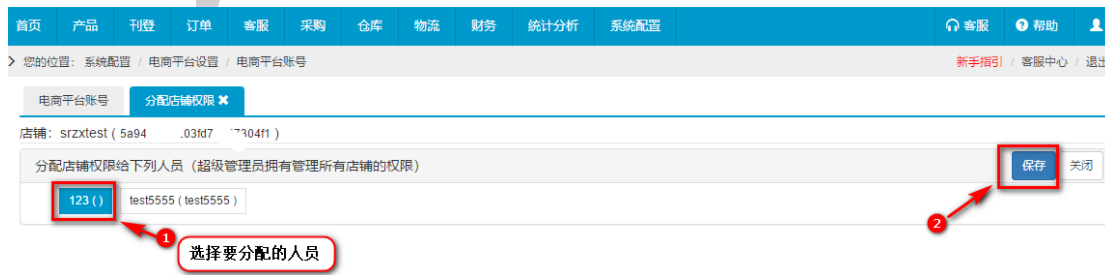 首页 产品 刊登 订单 客服 采购 仓库 物流 财务 统计分析 系统配置 客服 帮助
您的位置: 系统配置 / 电商平台设置 / 电商平台账号 新手指引 / 客服中心 / 退出
电商平台账号 分配店铺权限 ✖
店铺: srzxtest ( 5a94 .03fd7 7304f1 )
分配店铺权限给下列人员（超级管理员拥有管理所有店铺的权限） 保存 关闭
123 ( ) test5555 ( test5555 )
1 2
选择要分配的人员